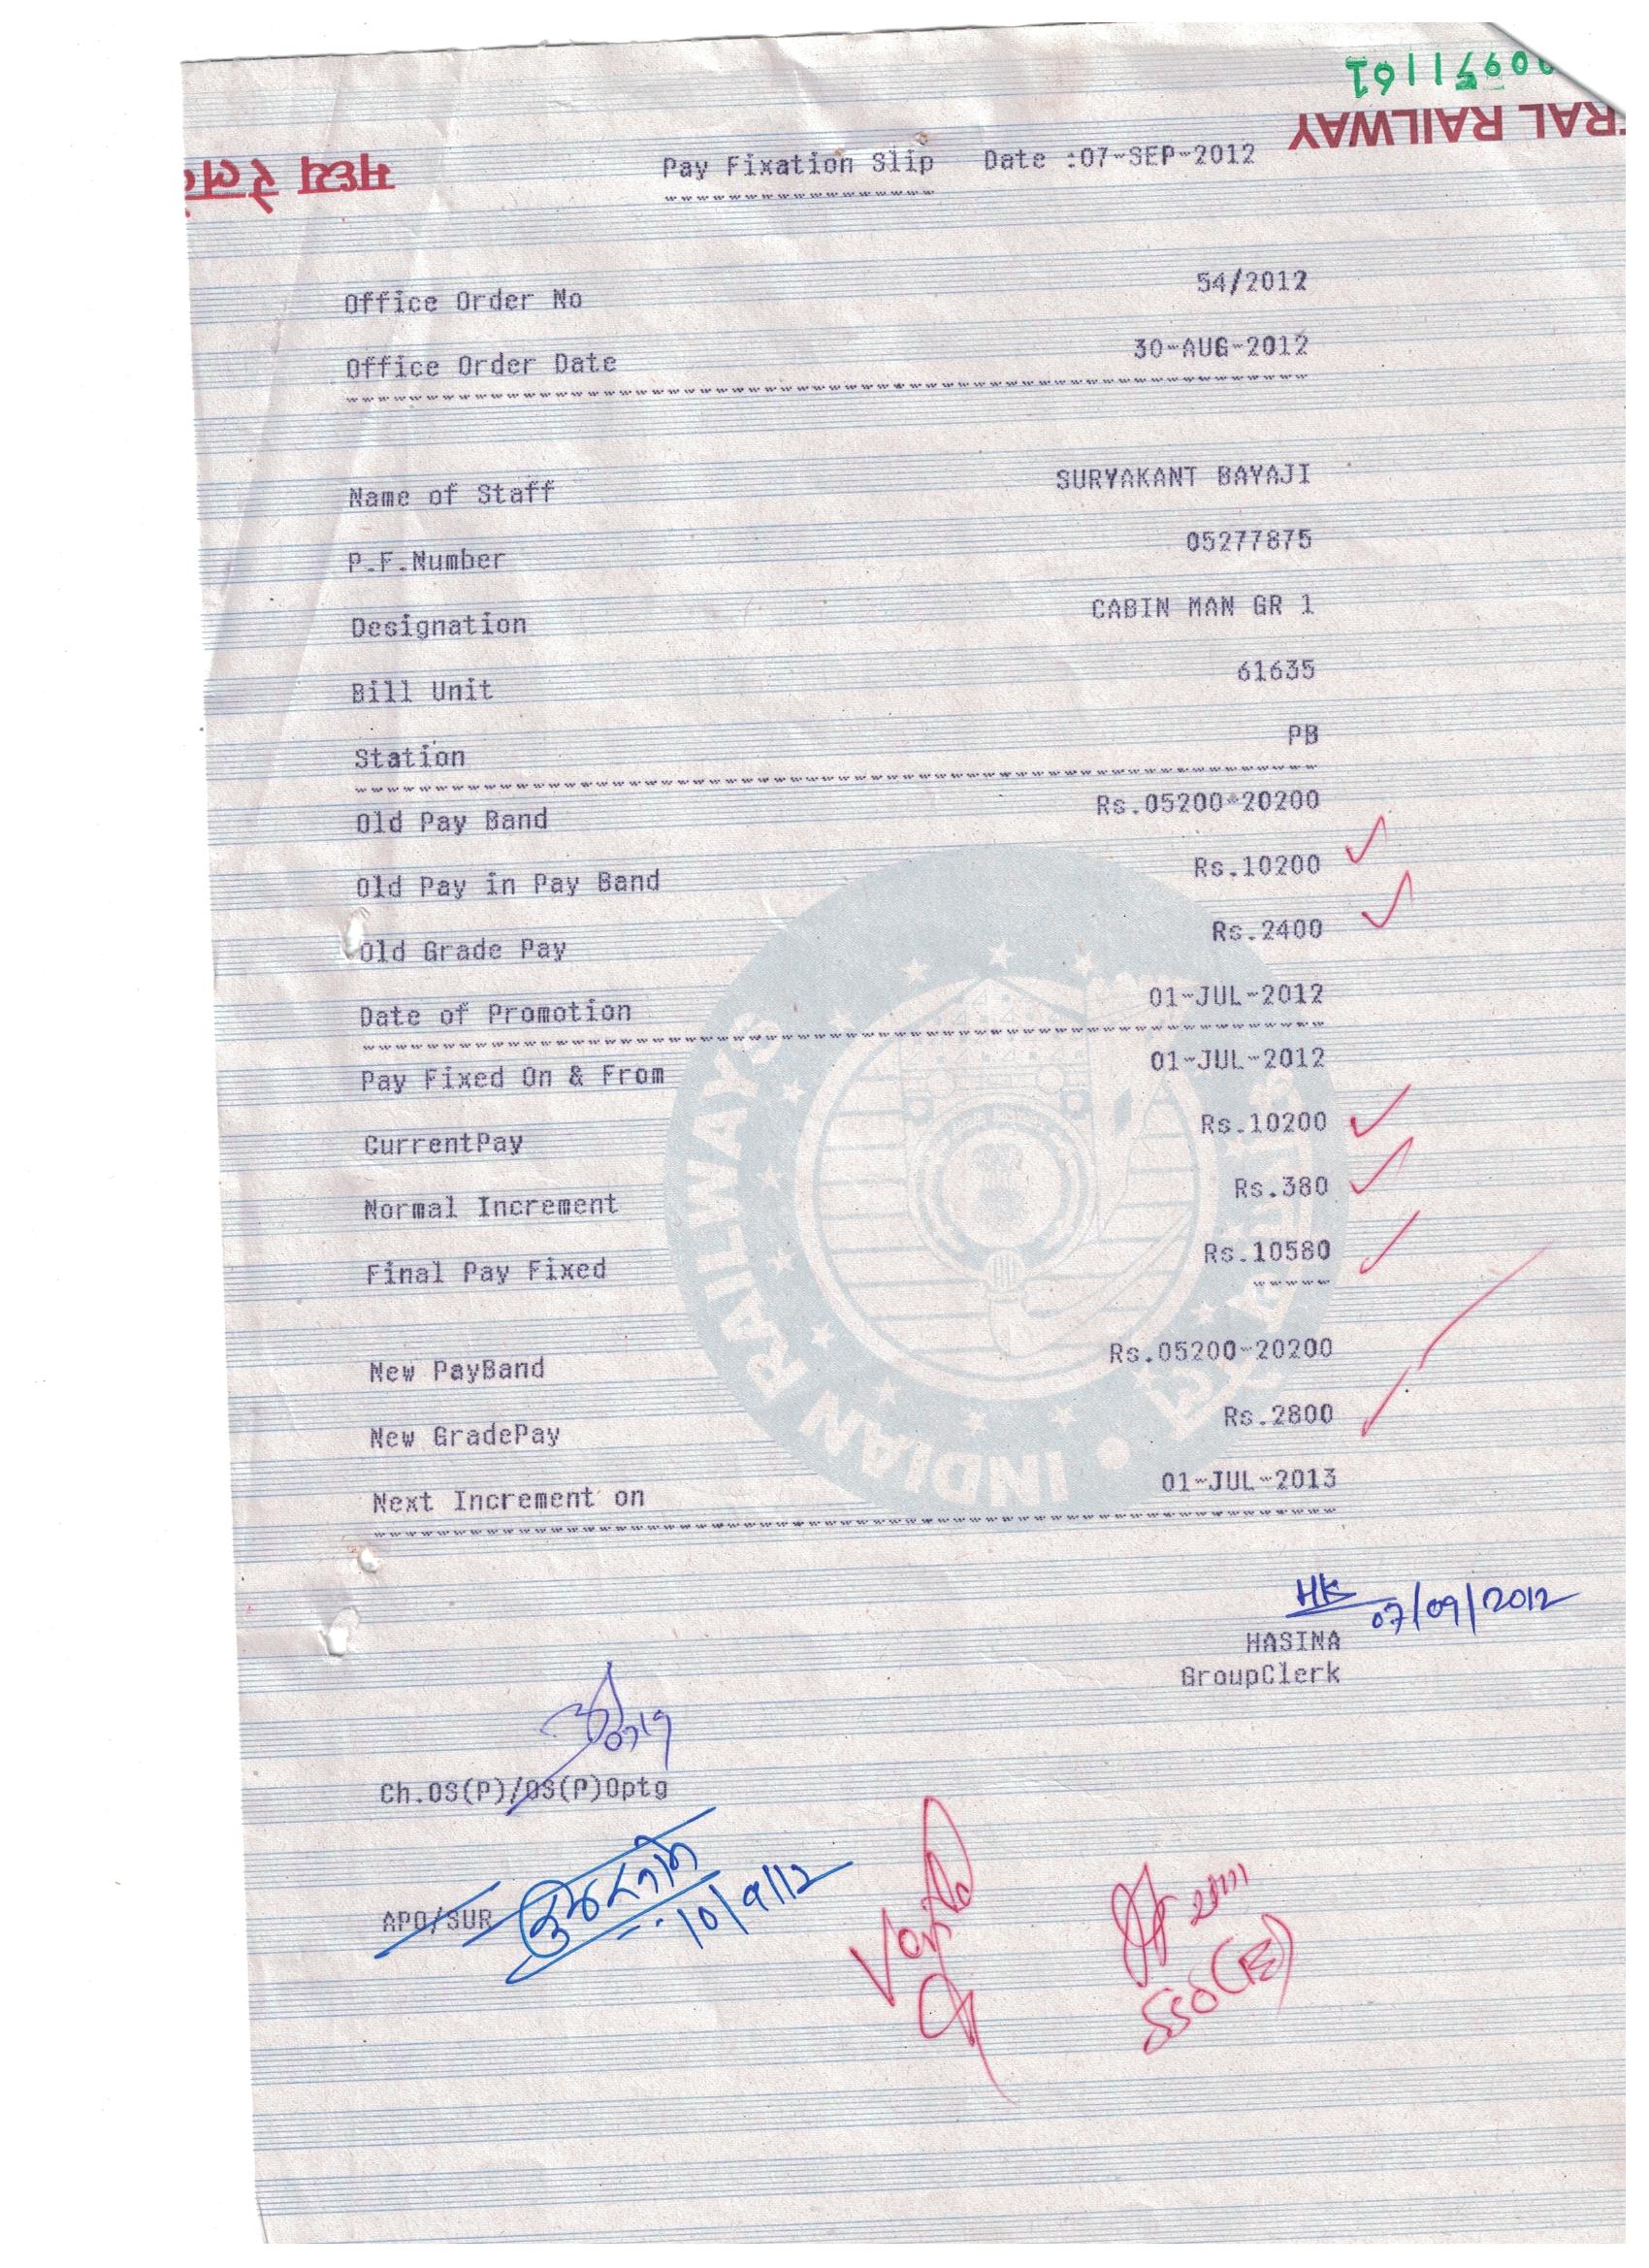 00971161
CENTRAL RAILWAY
मध्य रेल
Pay Fixation Slip Date :07-SEP-2012
Office Order No 54/2012
Office Order Date 30-AUG-2012
Name of Staff SURYAKANT BAYAJI
P.F.Number 05277875
Designation CABIN MAN GR 1
Bill Unit 61635
Station PB
Old Pay Band Rs.05200-20200
Old Pay in Pay Band Rs.10200
Old Grade Pay Rs.2400
Date of Promotion 01-JUL-2012
Pay Fixed On & From 01-JUL-2012
CurrentPay Rs.10200
Normal Increment Rs.380
Final Pay Fixed Rs.10580
New PayBand Rs.05200-20200
New GradePay Rs.2800
Next Increment on 01-JUL-2013
INDIAN RAILWAYS
HK 07/09/2012
HASINA
GroupClerk
Ch.OS(P)/OS(P)Optg
APO/SUR
10/9/12
SSO(E)